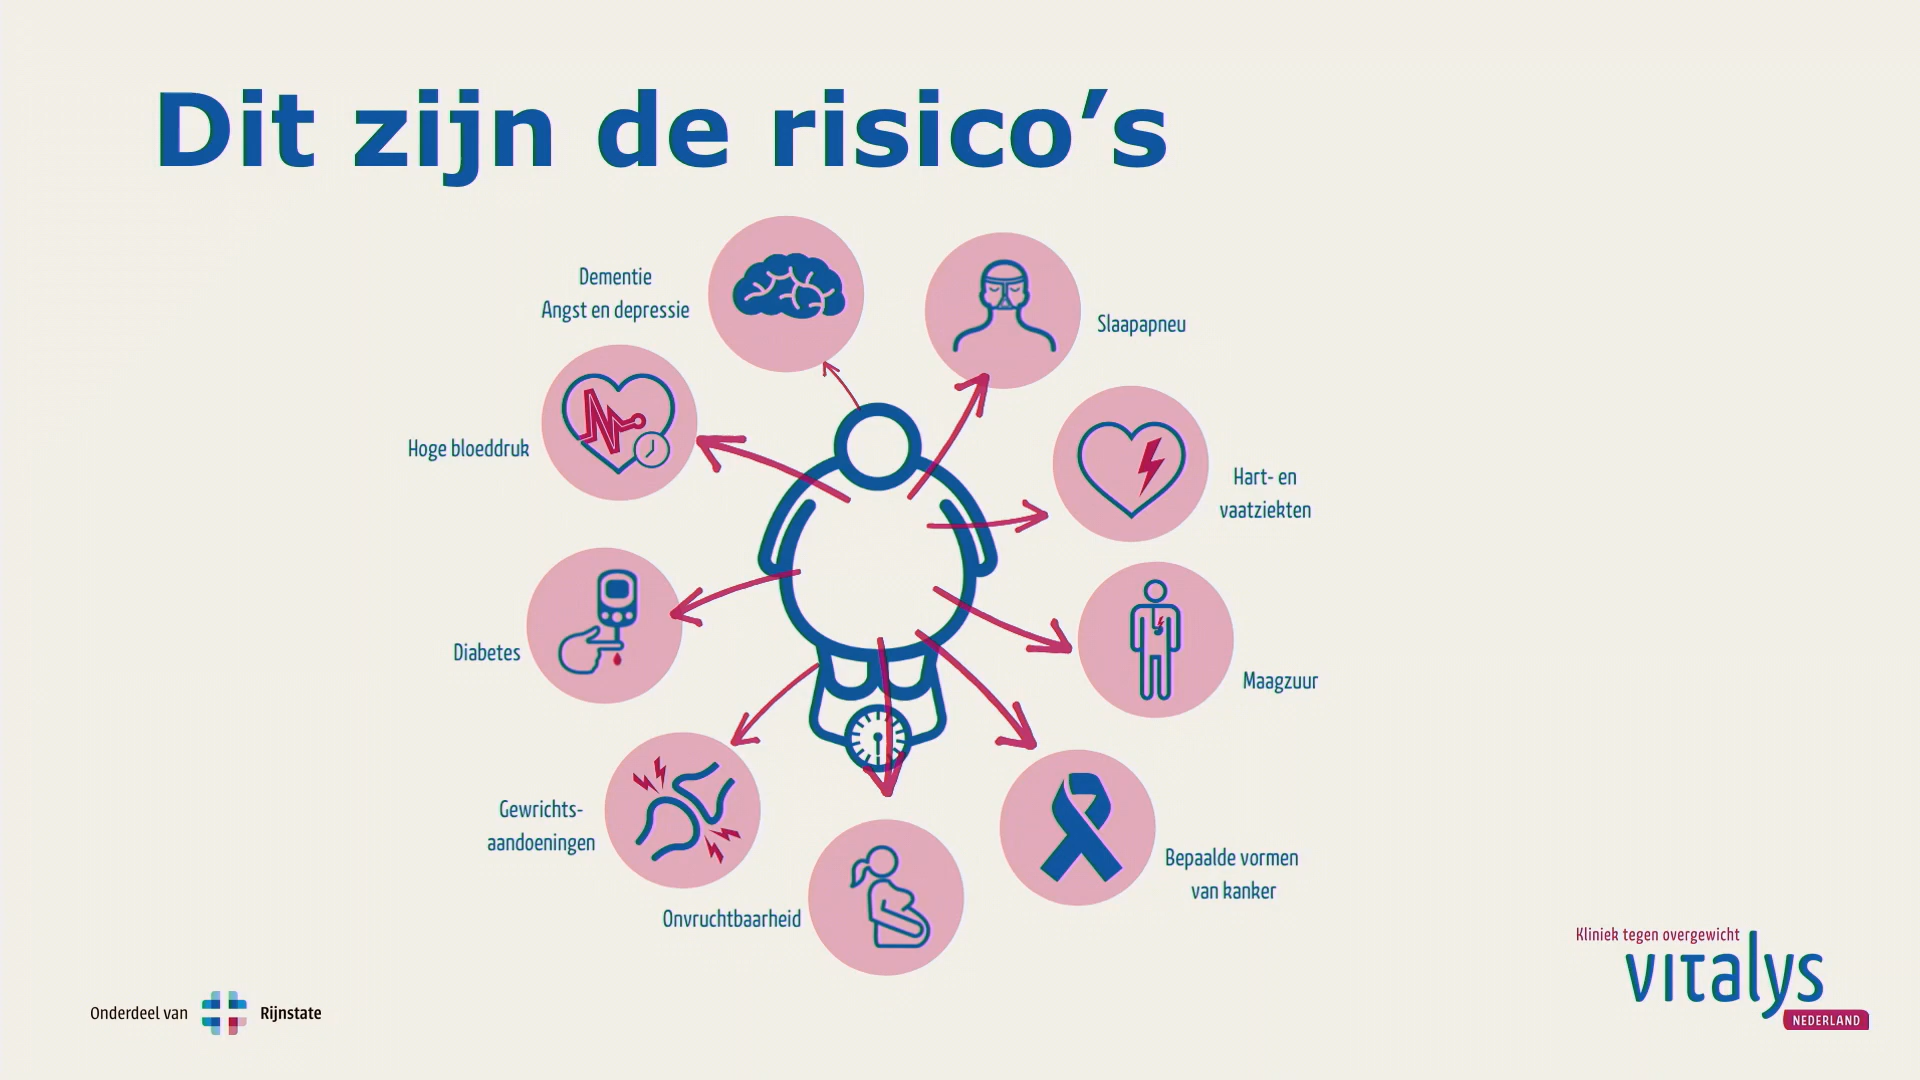 Dit zijn de risico’s
Dementie
Angst en depressie
Slaapapneu
Hoge bloeddruk
Hart- en
vaatziekten
Diabetes
Maagzuur
Gewrichts-
aandoeningen
Bepaalde vormen
van kanker
Onvruchtbaarheid
Onderdeel van Rijnstate
Kliniek tegen overgewicht
vitalys
NEDERLAND